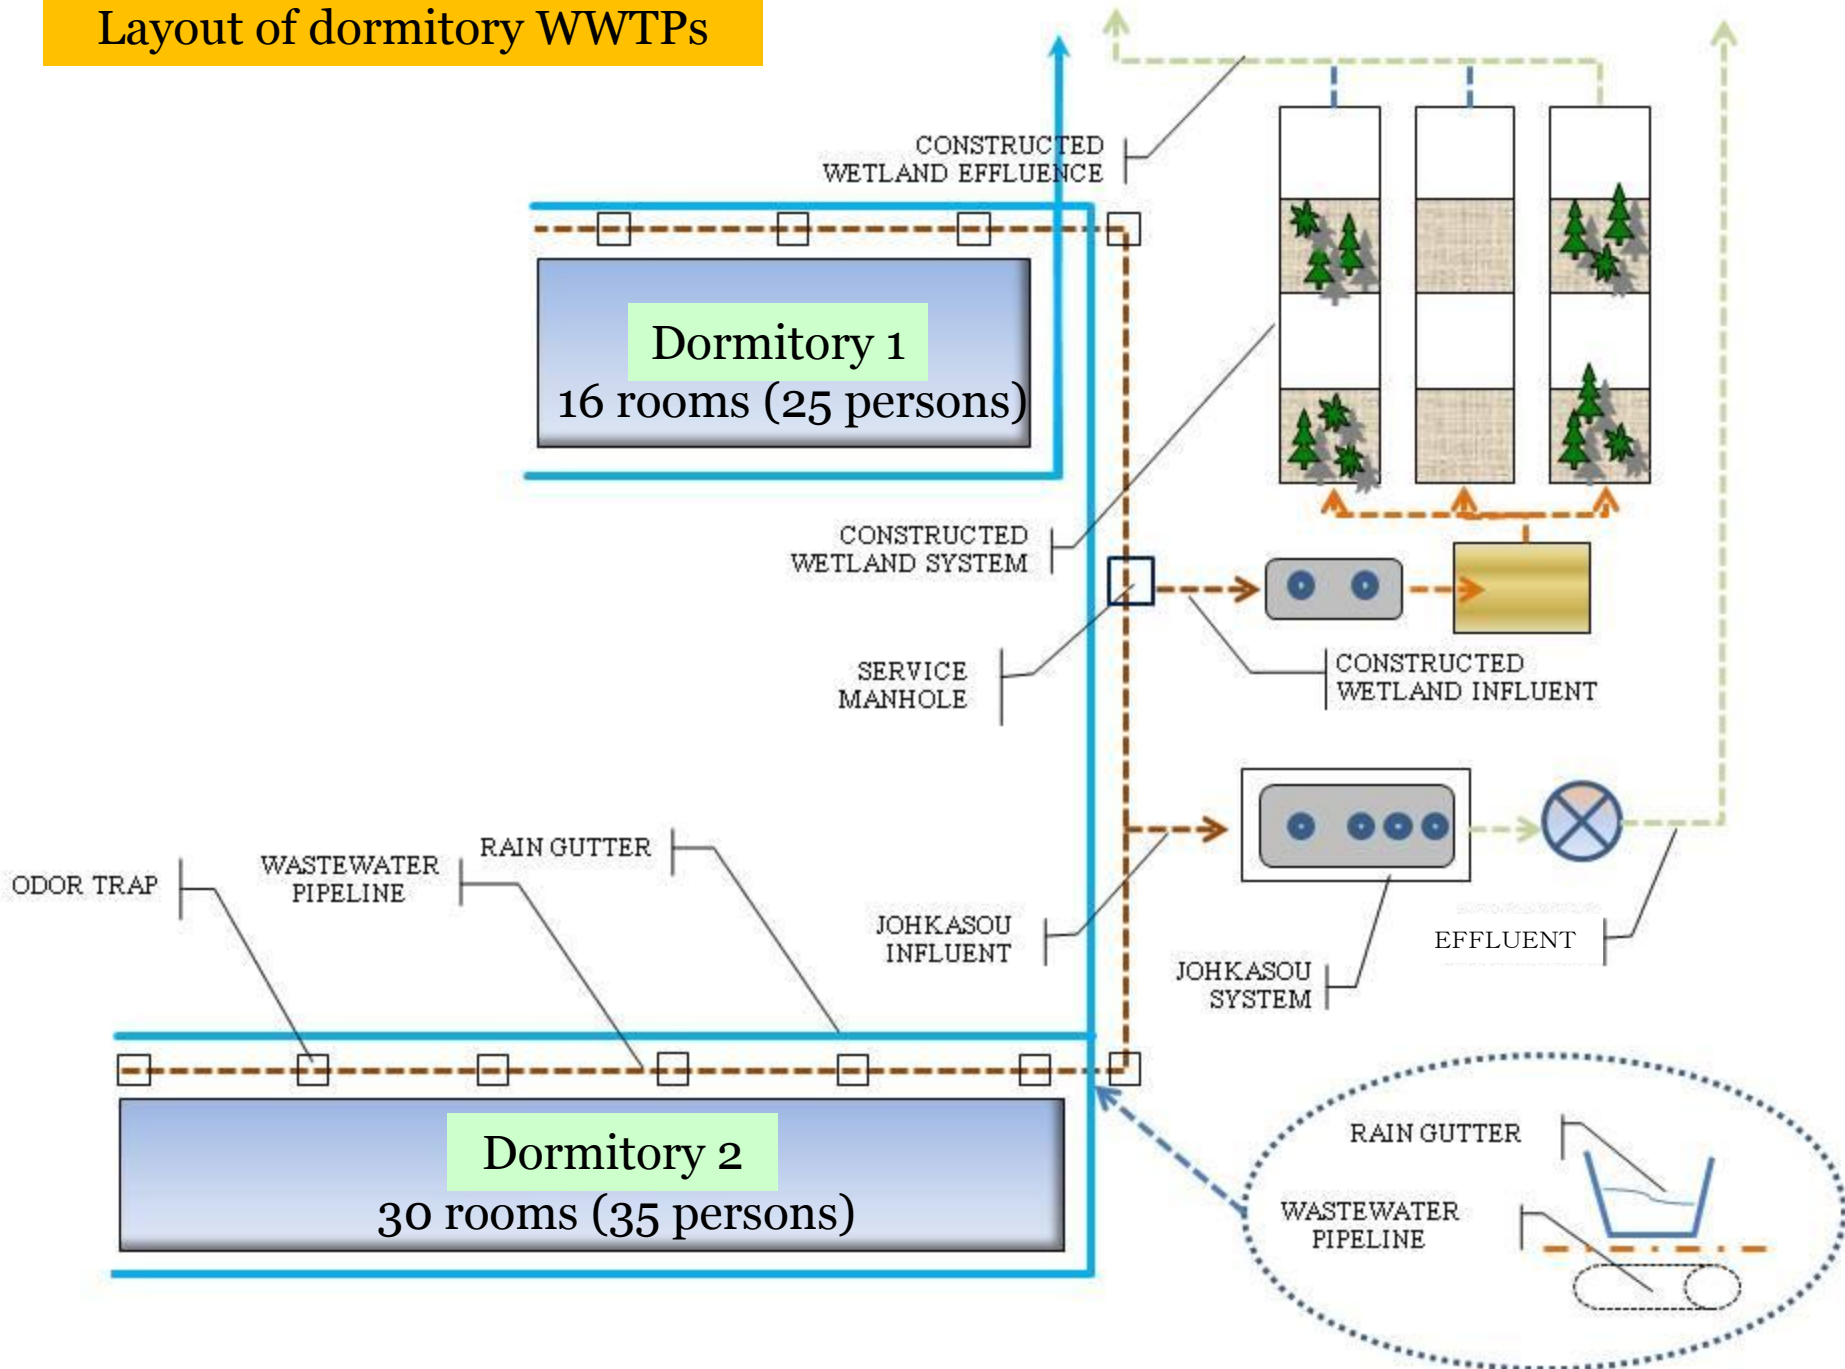 Layout of dormitory WWTPs
CONSTRUCTED
WETLAND EFFLUENCE
Dormitory 1
16 rooms (25 persons)
CONSTRUCTED
WETLAND SYSTEM
SERVICE
MANHOLE
CONSTRUCTED
WETLAND INFLUENT
ODOR TRAP
WASTEWATER
PIPELINE
RAIN GUTTER
JOHKASOU
INFLUENT
JOHKASOU
SYSTEM
EFFLUENT
Dormitory 2
30 rooms (35 persons)
RAIN GUTTER
WASTEWATER
PIPELINE